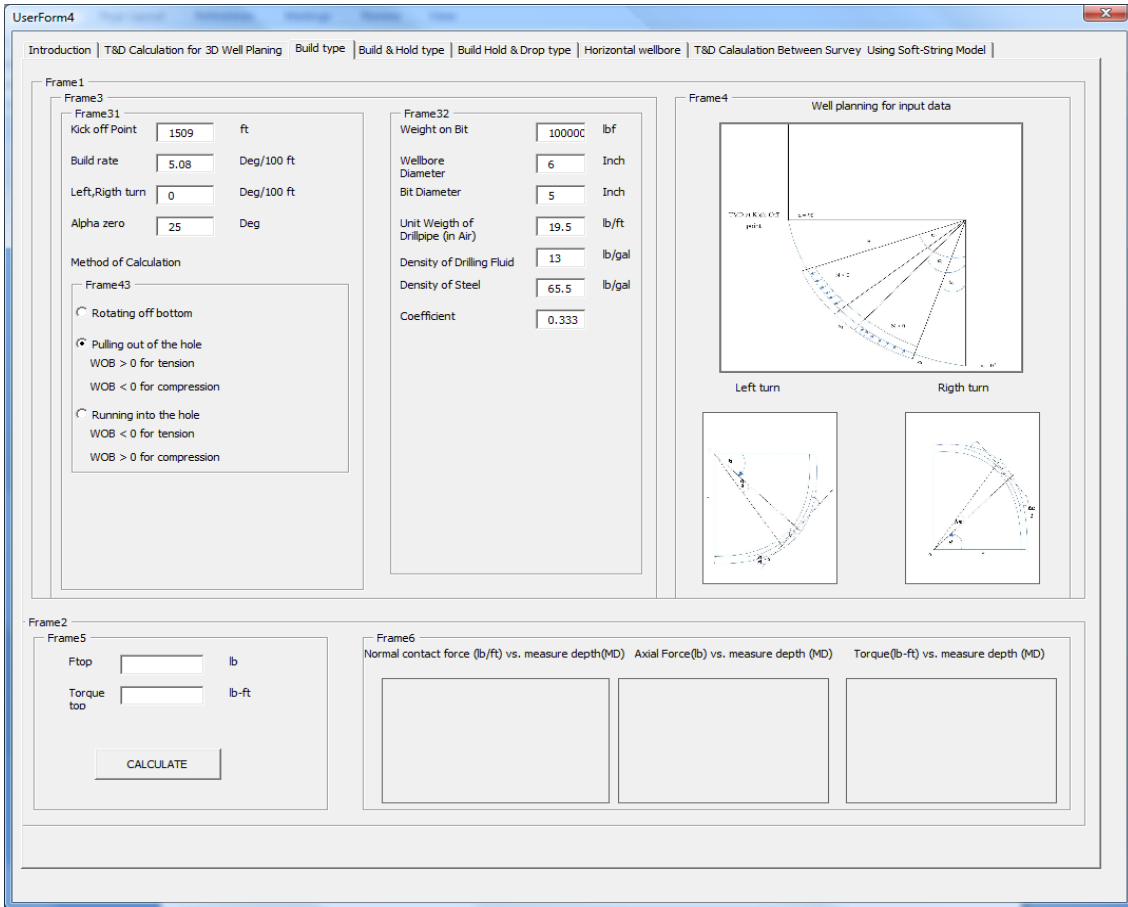 UserForm4
Introduction
T&D Calculation for 3D Well Planing
Build type
Build & Hold type
Build Hold & Drop type
Horizontal wellbore
T&D Calaulation Between Survey Using Soft-String Model
Frame1
Frame3
Frame31
Kick off Point 1509 ft
Build rate 5.08 Deg/100 ft
Left,Rigth turn 0 Deg/100 ft
Alpha zero 25 Deg
Method of Calculation
Frame43
Rotating off bottom
Pulling out of the hole
WOB > 0 for tension
WOB < 0 for compression
Running into the hole
WOB < 0 for tension
WOB > 0 for compression
Frame32
Weight on Bit 100000 lbf
Wellbore
Diameter
6 Inch
Bit Diameter 5 Inch
Unit Weigth of
Drillpipe (in Air)
19.5 lb/ft
Density of Drilling Fluid 13 lb/gal
Density of Steel 65.5 lb/gal
Coefficient 0.333
Frame4
Well planning for input data
TVD at Kick Off
point
Left turn
Rigth turn
Frame2
Frame5
Ftop lb
Torque
top
lb-ft
CALCULATE
Frame6
Normal contact force (lb/ft) vs. measure depth(MD)
Axial Force(lb) vs. measure depth (MD)
Torque(lb-ft) vs. measure depth (MD)